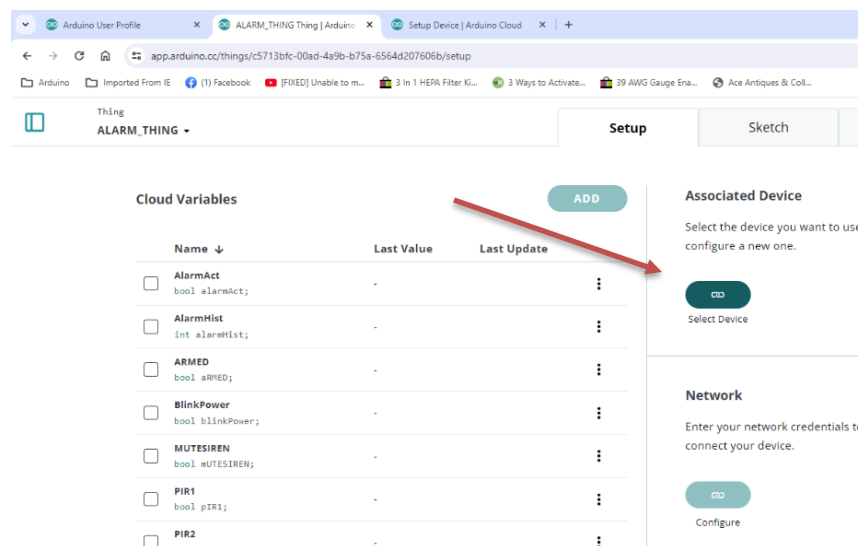 Arduino User Profile
ALARM_THING Thing | Arduino
Setup Device | Arduino Cloud
app.arduino.cc/things/c5713bfc-00ad-4a9b-b75a-6564d207606b/setup
Arduino
Imported From IE
(1) Facebook
[FIXED] Unable to m...
3 In 1 HEPA Filter Ki...
3 Ways to Activate...
39 AWG Gauge Ena...
Ace Antiques & Coll...
Thing
ALARM_THING
Setup
Sketch
Cloud Variables
ADD
Name ↓
Last Value
Last Update
AlarmAct
bool alarmAct;
-
AlarmHist
int alarmHist;
-
ARMED
bool aRMED;
-
BlinkPower
bool blinkPower;
-
MUTESIREN
bool mUTESIREN;
-
PIR1
bool pIR1;
-
PIR2
-
Associated Device
Select the device you want to use
configure a new one.
Select Device
Network
Enter your network credentials to
connect your device.
Configure